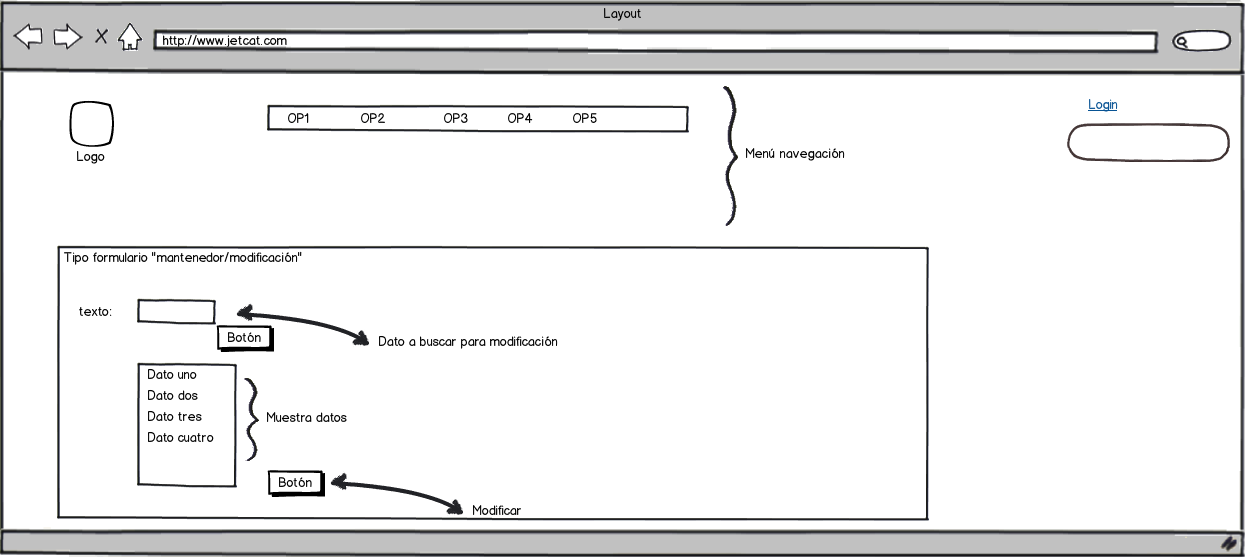 Layout
http://www.jetcat.com
Login
OP1 OP2 OP3 OP4 OP5
Logo
Menú navegación
Tipo formulario "mantenedor/modificación"
texto:
Botón
Dato a buscar para modificación
Dato uno
Dato dos
Dato tres
Dato cuatro
Muestra datos
Botón
Modificar